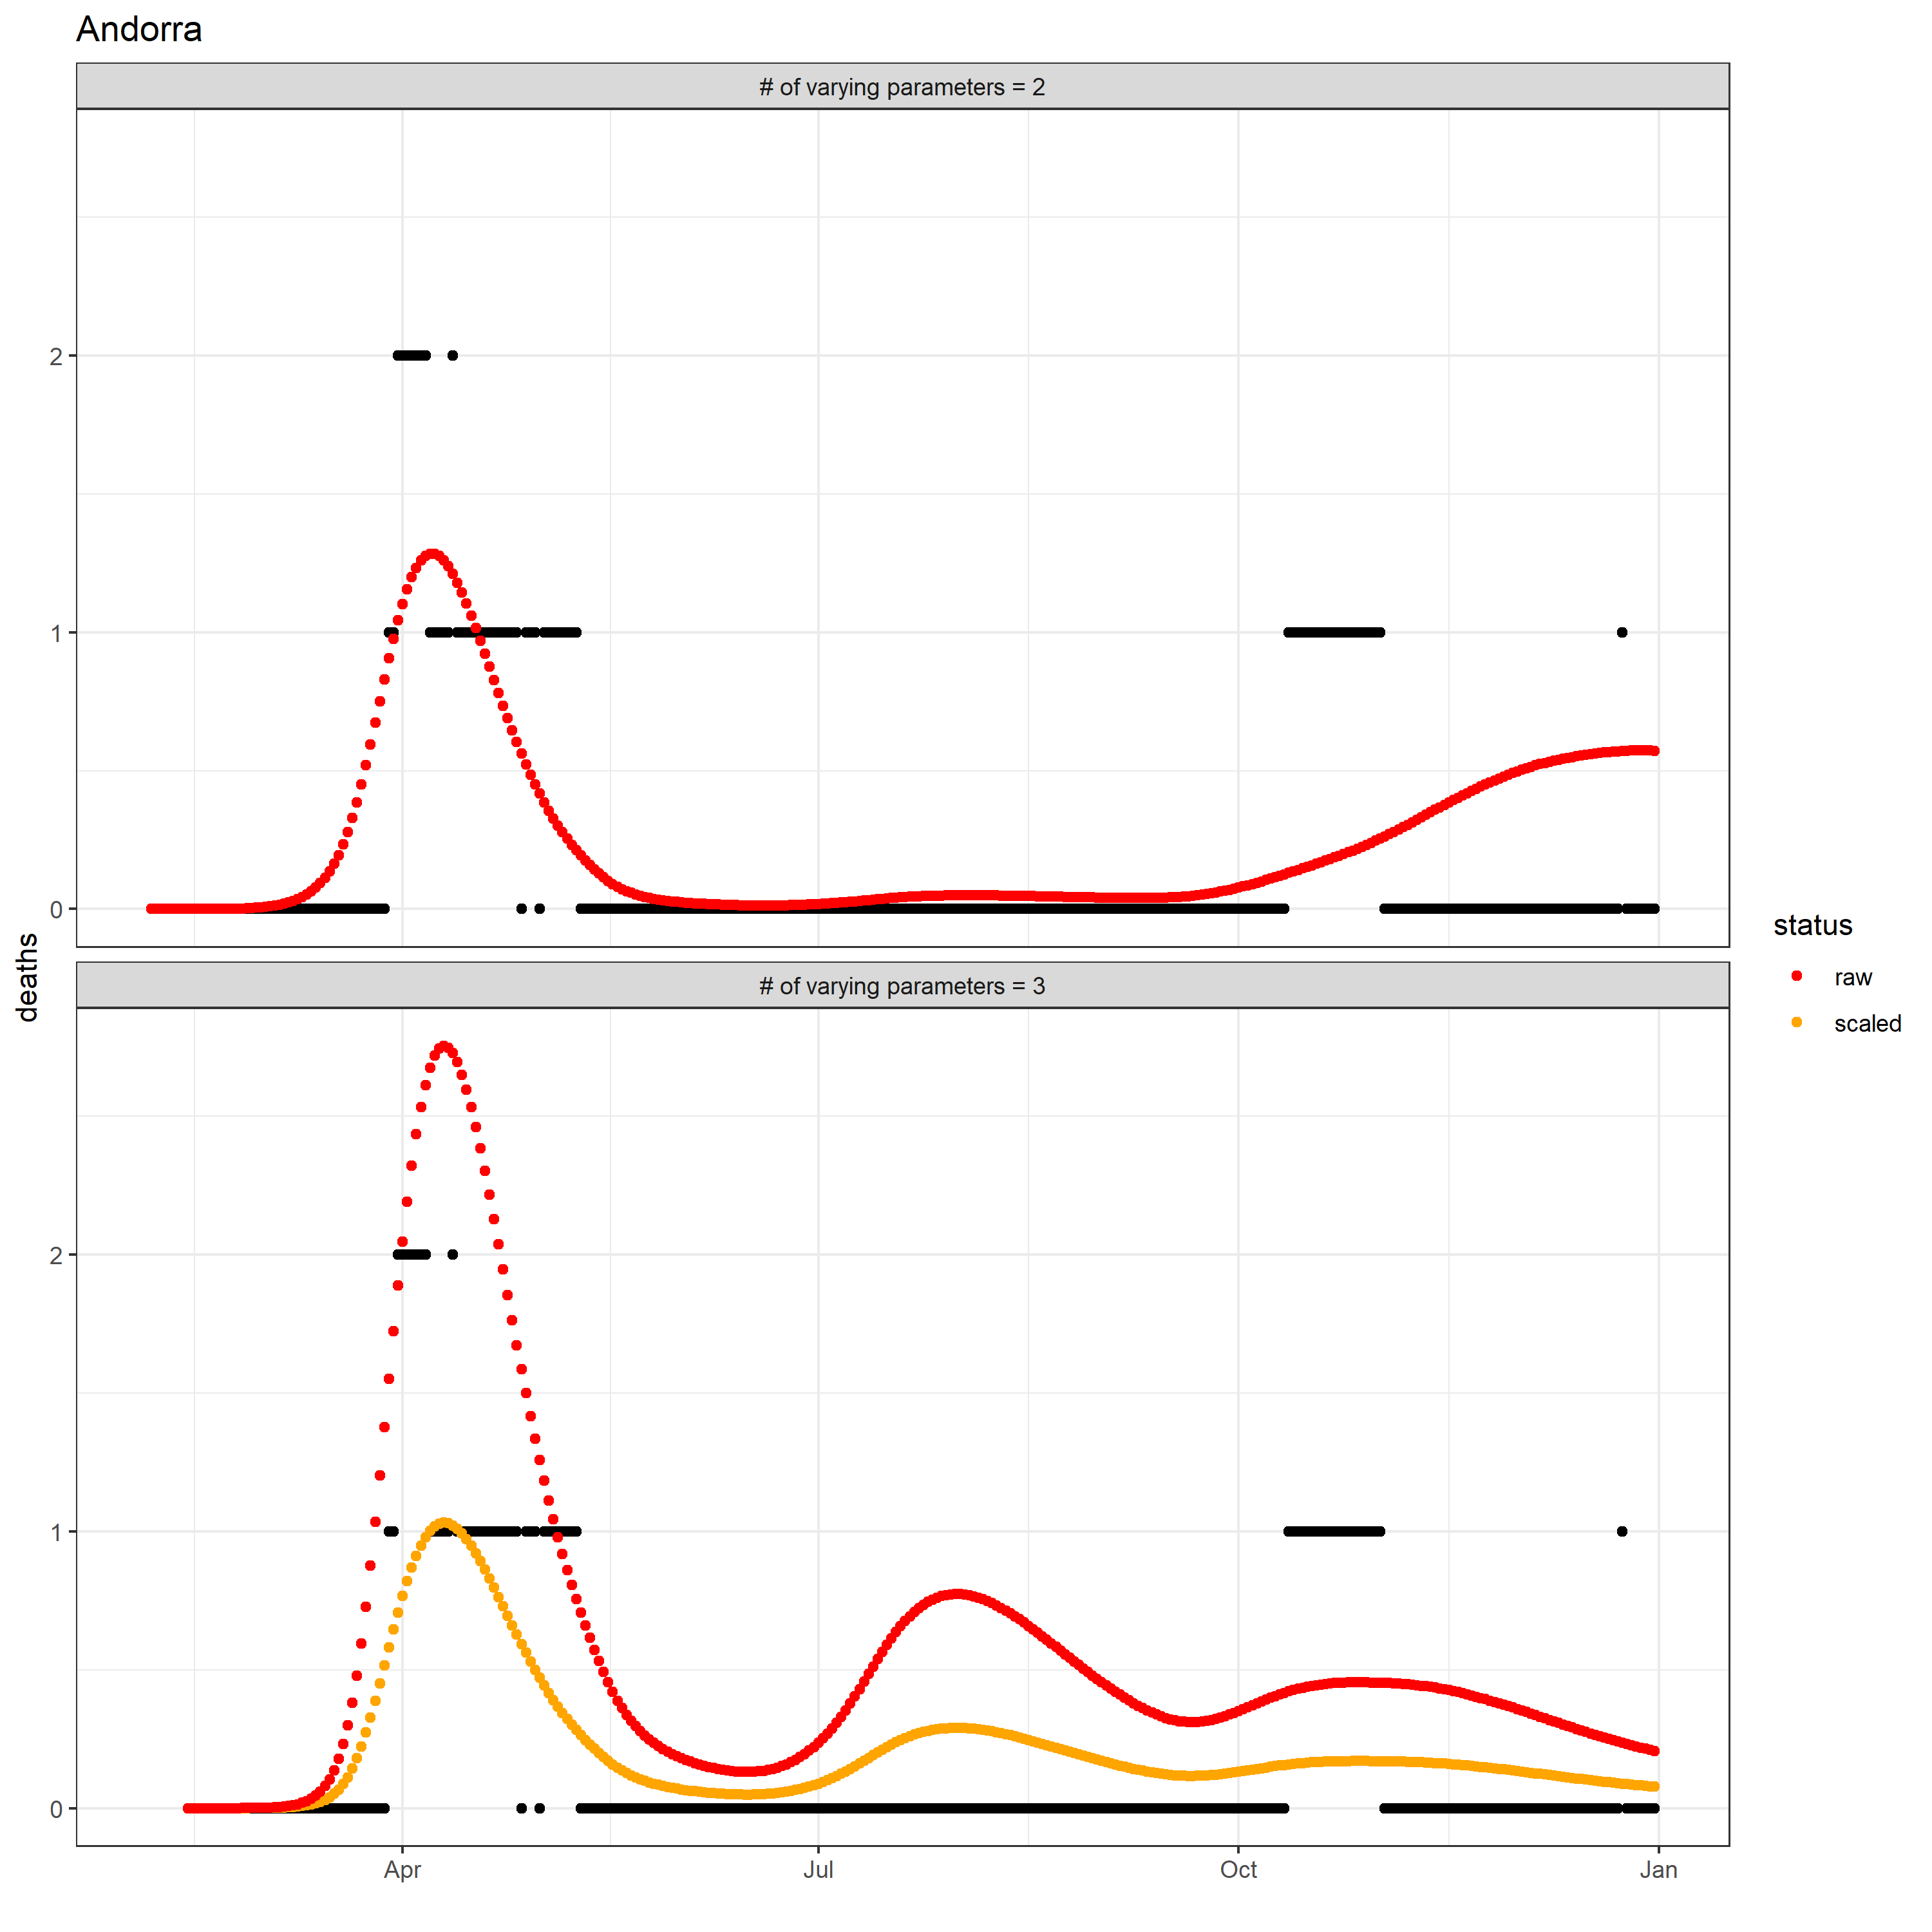 Andorra
# of varying parameters = 2
2
1
0
deaths
# of varying parameters = 3
2
1
0
Apr
Jul
Oct
Jan
status
raw
scaled